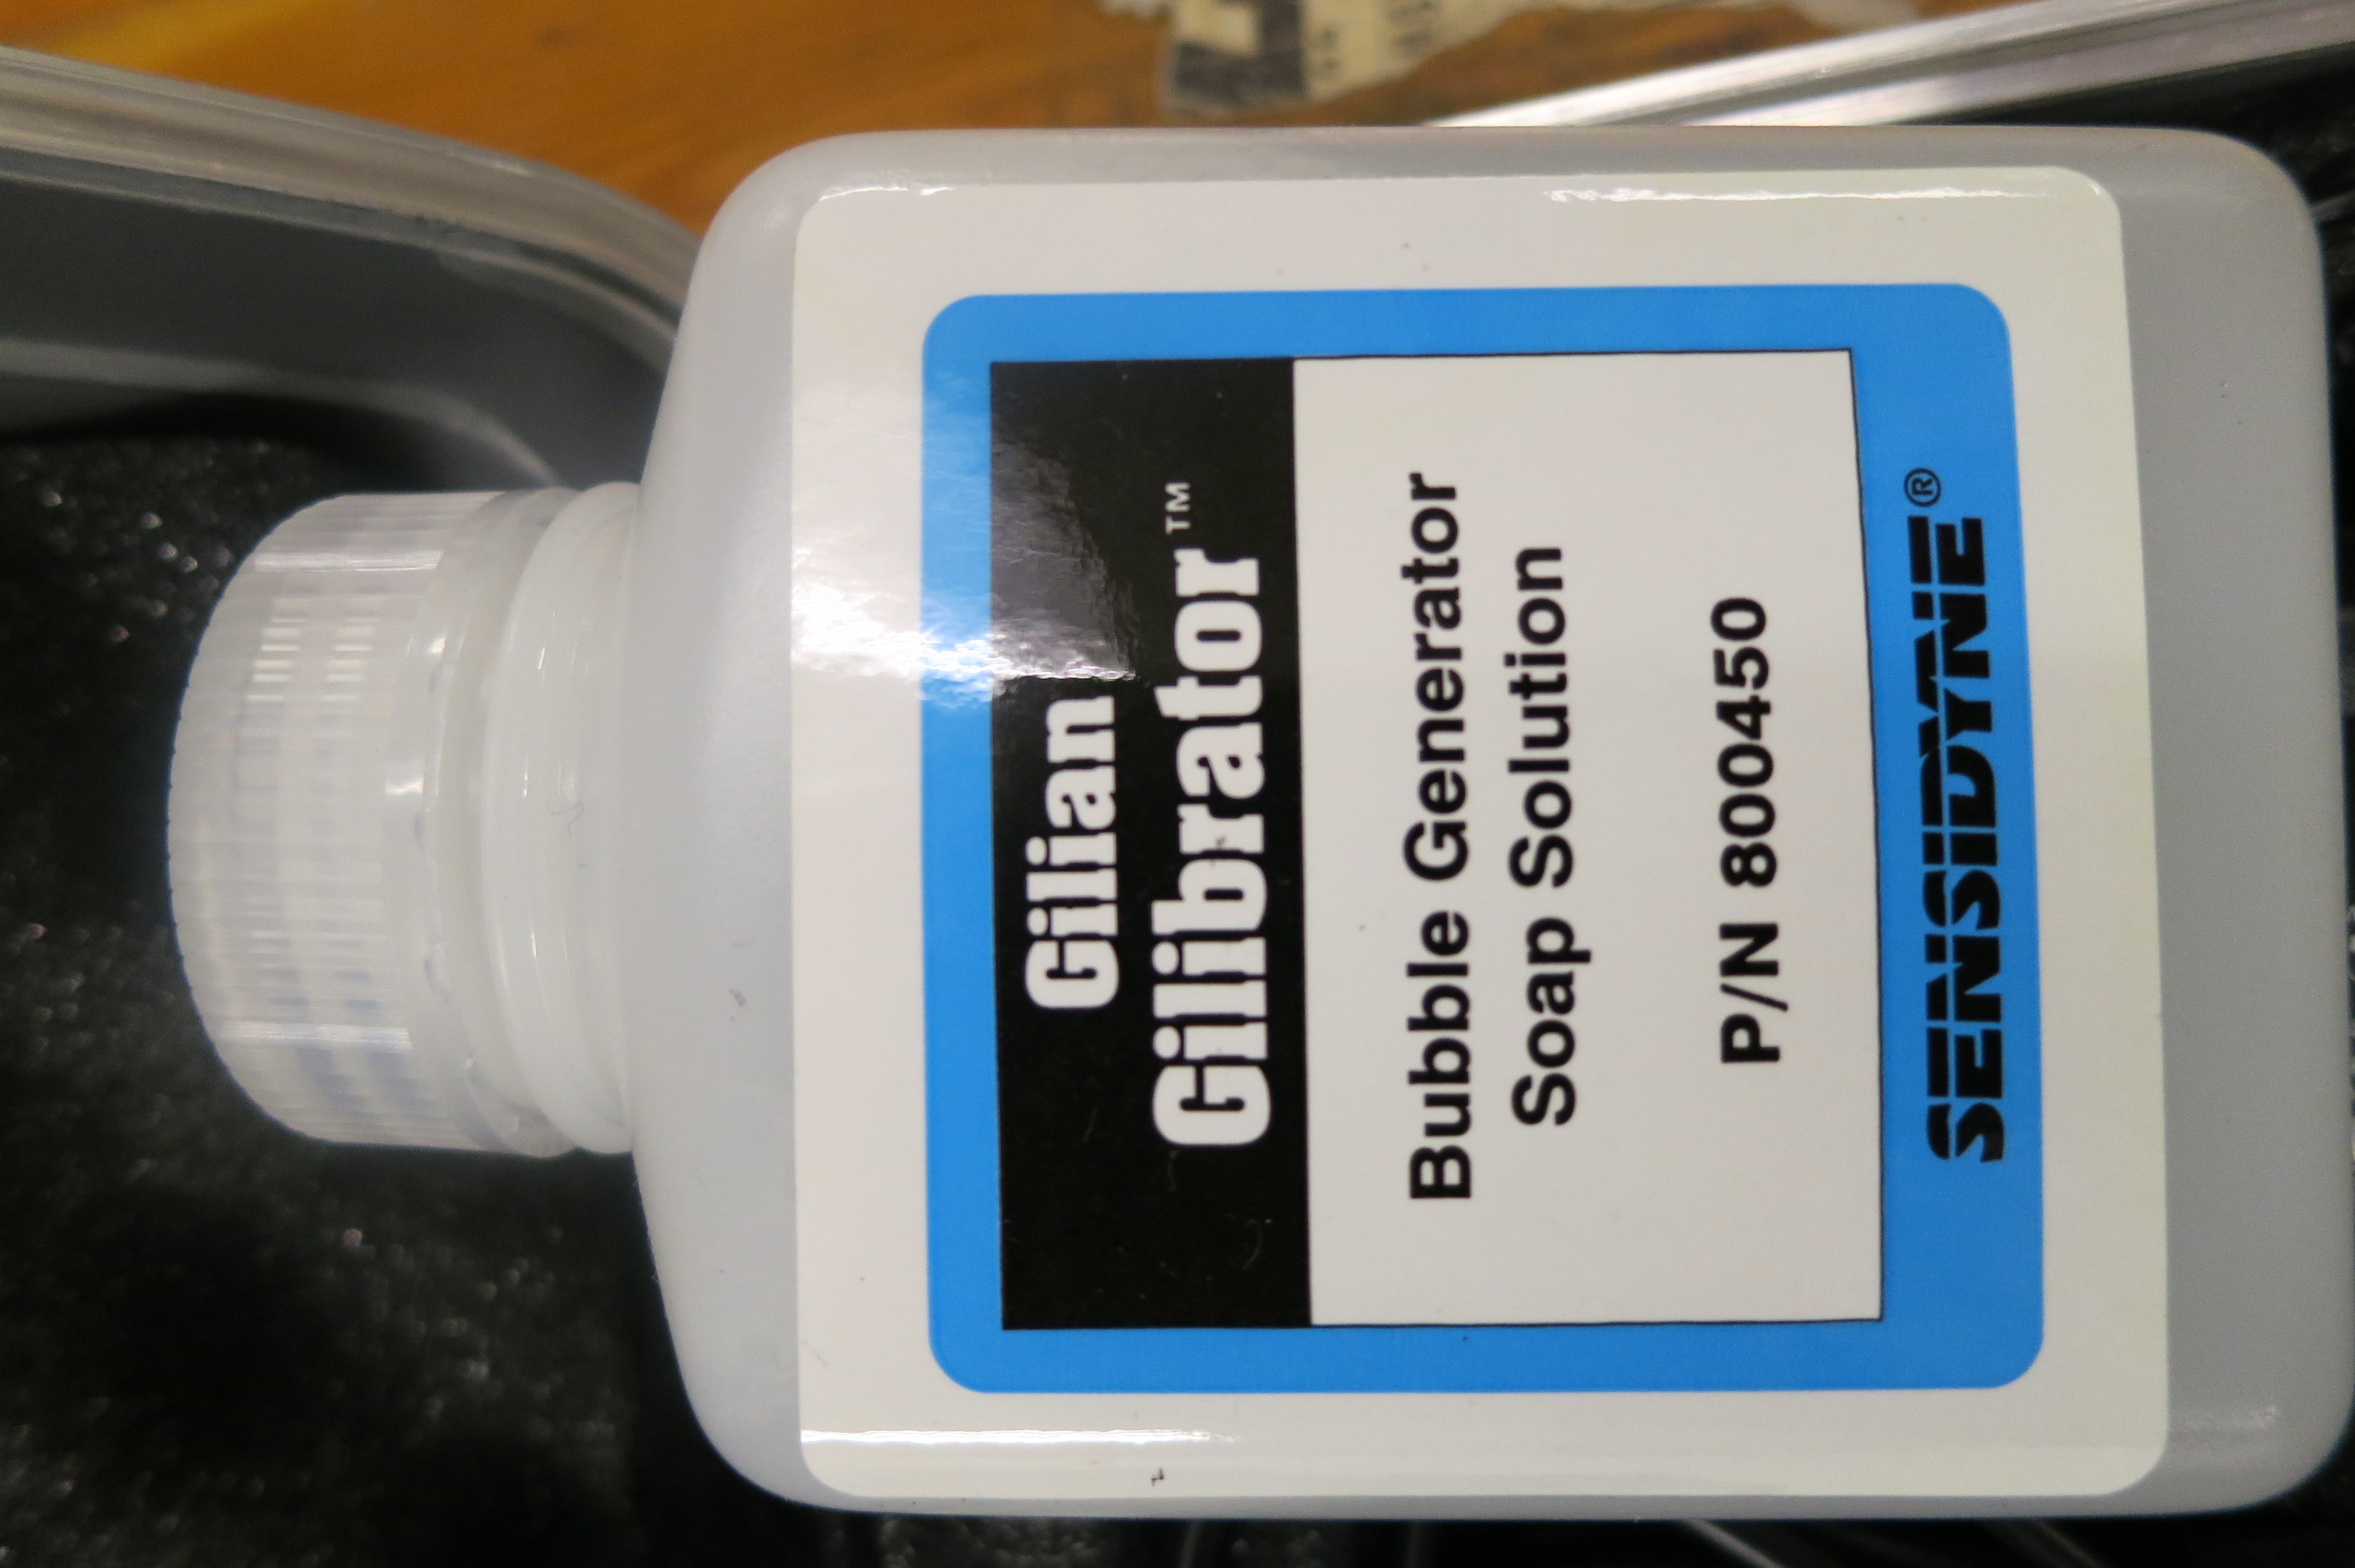 Gilian
Gilibrator™
Bubble Generator
Soap Solution
P/N 800450
SENSIDYNE®